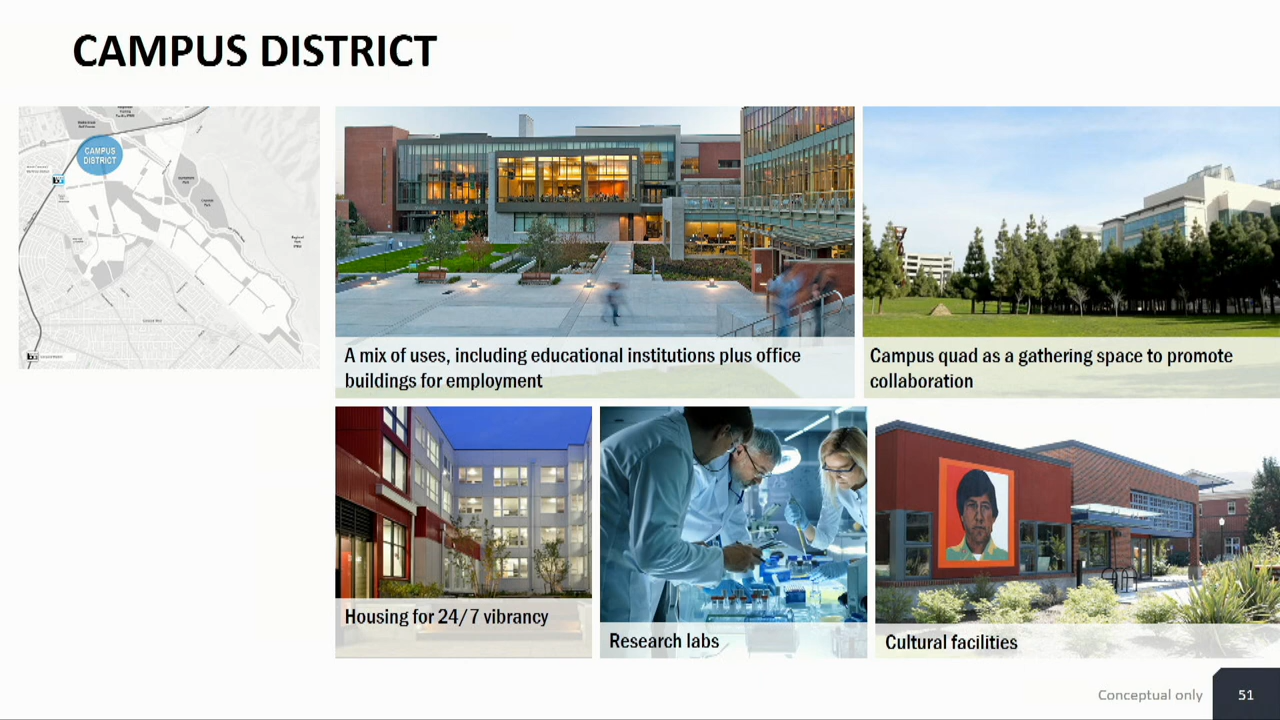 CAMPUS DISTRICT
CAMPUS
DISTRICT
A mix of uses, including educational institutions plus office
buildings for employment
Campus quad as a gathering space to promote
collaboration
Housing for 24/7 vibrancy
Research labs
Cultural facilities
Conceptual only
51